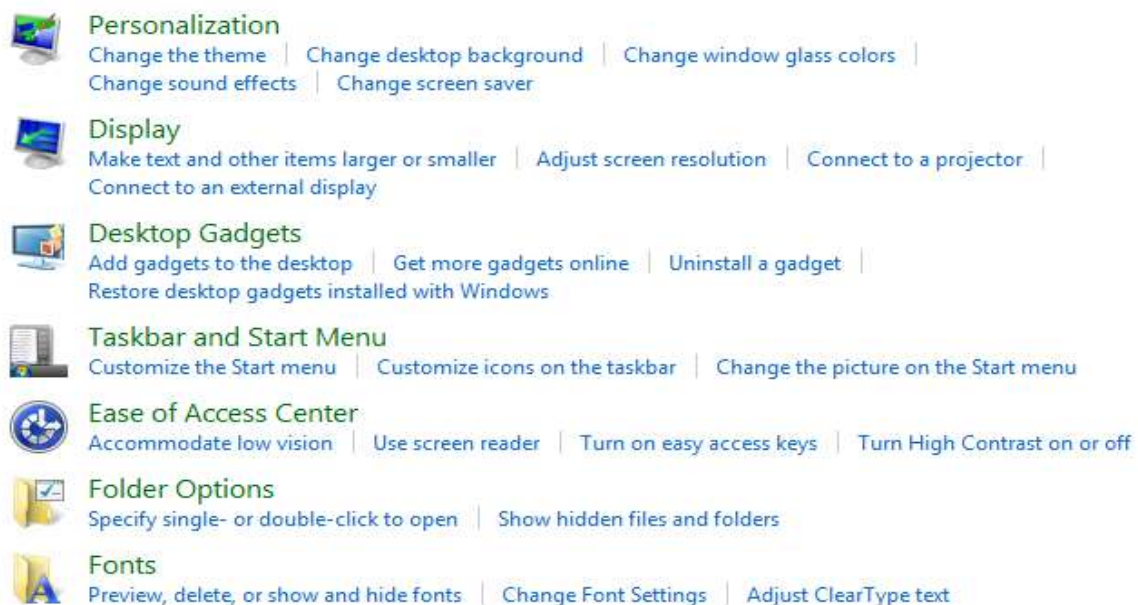 Personalization
Change the theme | Change desktop background | Change window glass colors |
Change sound effects | Change screen saver
Display
Make text and other items larger or smaller | Adjust screen resolution | Connect to a projector |
Connect to an external display
Desktop Gadgets
Add gadgets to the desktop | Get more gadgets online | Uninstall a gadget |
Restore desktop gadgets installed with Windows
Taskbar and Start Menu
Customize the Start menu | Customize icons on the taskbar | Change the picture on the Start menu
Ease of Access Center
Accommodate low vision | Use screen reader | Turn on easy access keys | Turn High Contrast on or off
Folder Options
Specify single- or double-click to open | Show hidden files and folders
Fonts
Preview, delete, or show and hide fonts | Change Font Settings | Adjust ClearType text